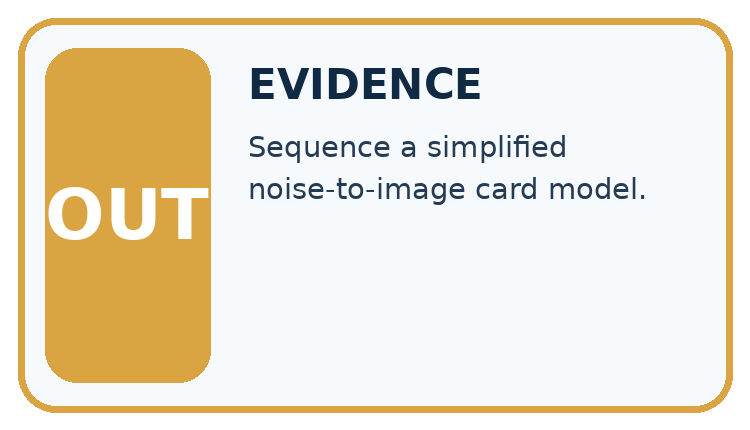 OUT
EVIDENCE
Sequence a simplified
noise-to-image card model.